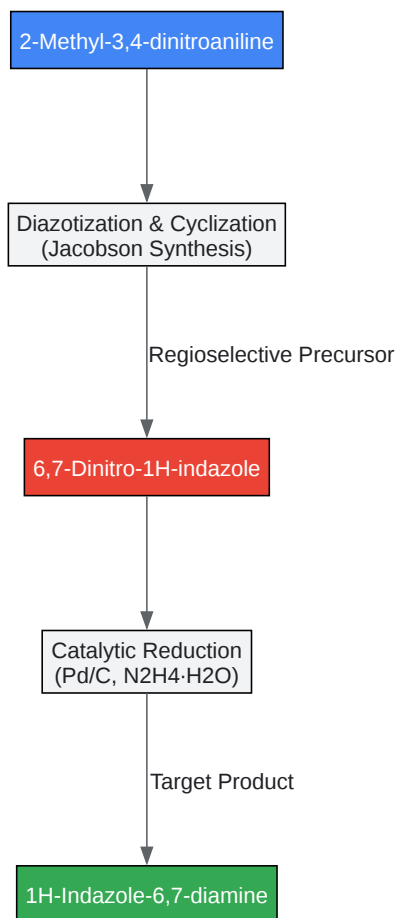 2-Methyl-3,4-dinitroaniline
Diazotization & Cyclization
(Jacobson Synthesis)
Regioselective Precursor
6,7-Dinitro-1H-indazole
Catalytic Reduction
(Pd/C, N2H4·H2O)
Target Product
1H-Indazole-6,7-diamine